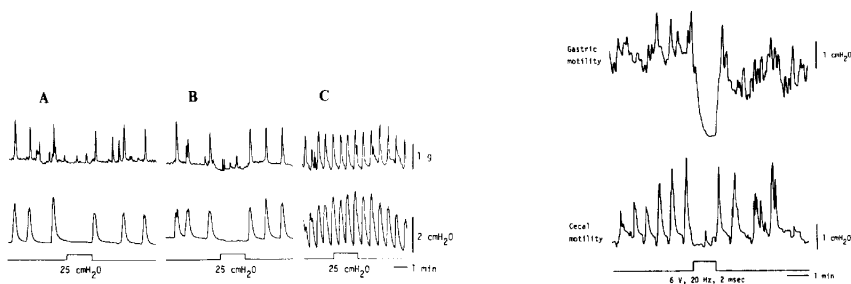 A B C
1 g
2 cmH2O
25 cmH2O 25 cmH2O 25 cmH2O 1 min
Gastric
motility
1 cmH2O
Cecal
motility
1 cmH2O
6 V, 20 Hz, 2 msec
1 min